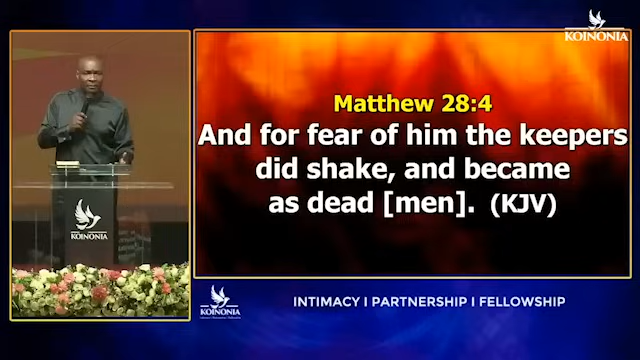 KOINONIA
Matthew 28:4
And for fear of him the keepers
did shake, and became
as dead [men]. (KJV)
KOINONIA
KOINONIA
INTIMACY I PARTNERSHIP I FELLOWSHIP